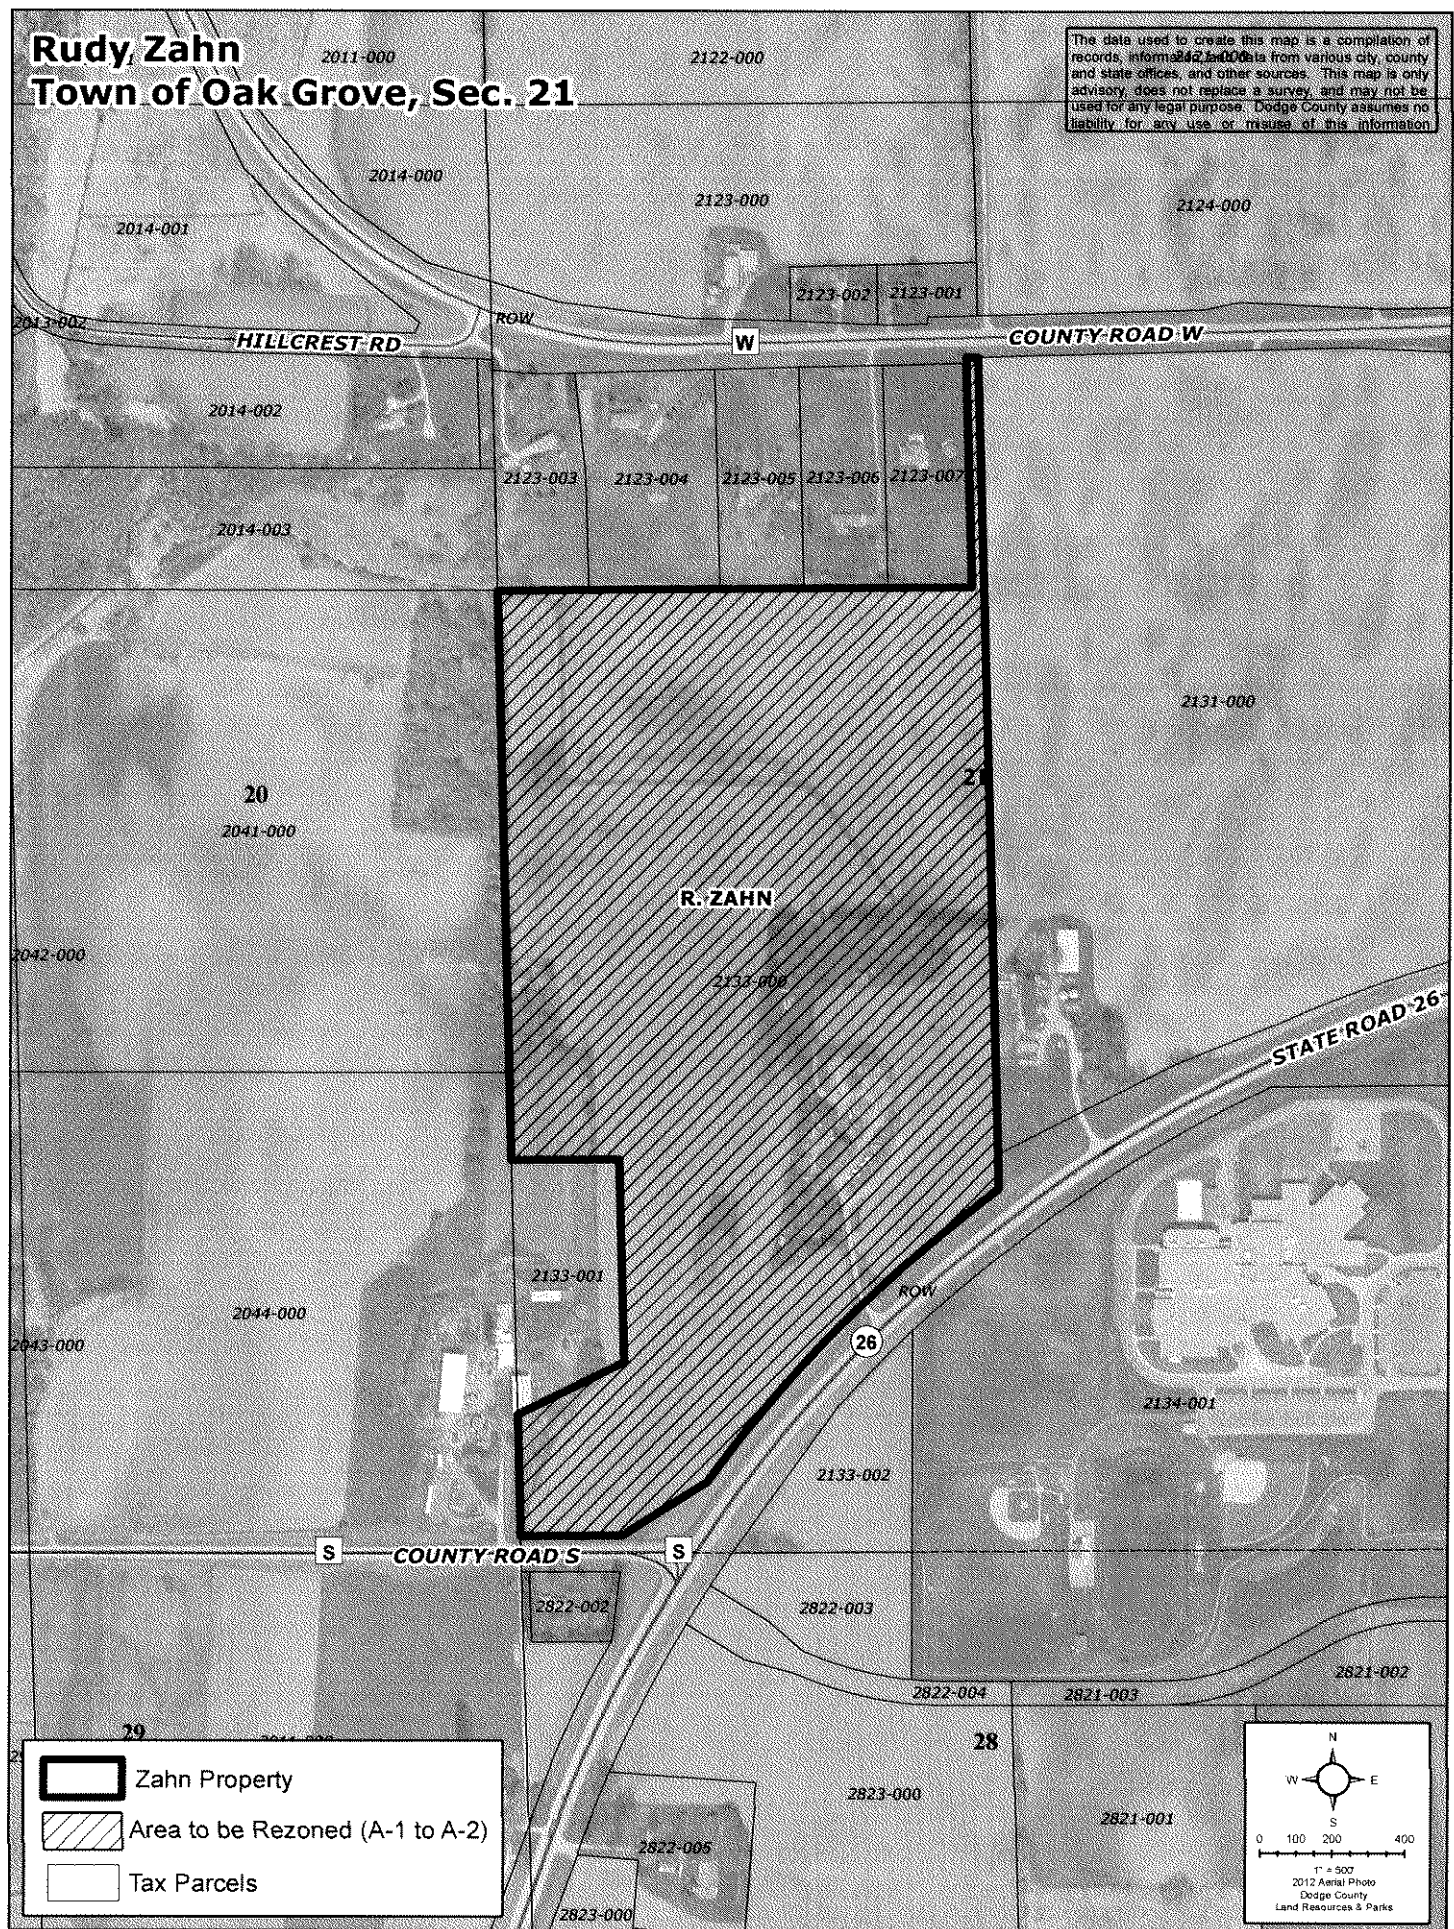 Rudy Zahn
Town of Oak Grove, Sec. 21
The data used to create this map is a compilation of
records, information and data from various city, county
and state offices, and other sources. This map is only
advisory, does not replace a survey, and may not be
used for any legal purpose. Dodge County assumes no
liability for any use or misuse of this information
2011-000
2122-000
2121-000
2014-000
2123-000
2124-000
2014-001
2123-002
2123-001
2013-002
ROW
HILLCREST RD
W
COUNTY ROAD W
2014-002
2123-003
2123-004
2123-005
2123-006
2123-007
2014-003
2131-000
21
20
2041-000
R. ZAHN
2042-000
2133-000
STATE ROAD 26
2133-001
ROW
2044-000
2043-000
26
2134-001
2133-002
S
COUNTY ROAD S
S
2822-002
2822-003
2821-002
2822-004
2821-003
29
28
2823-000
2821-001
2822-005
2823-000
Zahn Property
Area to be Rezoned (A-1 to A-2)
Tax Parcels
N
W
E
S
0 100 200 400
1" = 500'
2012 Aerial Photo
Dodge County
Land Resources & Parks